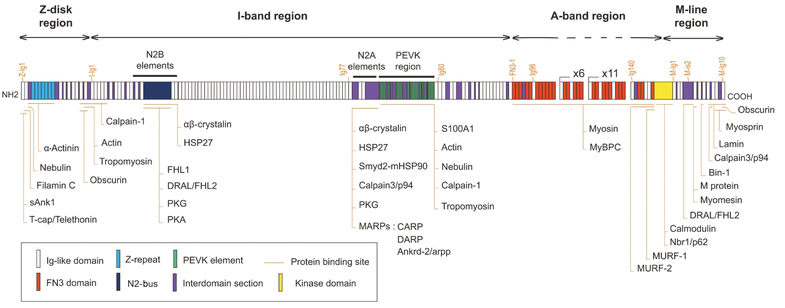 Z-disk region
I-band region
A-band region
M-line region
N2B elements
N2A elements
PEVK region
Z-Ig1
I-Ig1
Ig77
Ig80
FN3-1
Ig96
x6
x11
Ig140
M-Ig1
M-is2
M-Ig10
NH2
COOH
α-Actinin
Nebulin
Filamin C
sAnk1
T-cap/Telethonin
Calpain-1
Actin
Tropomyosin
Obscurin
αβ-crystalin
HSP27
FHL1
DRAL/FHL2
PKG
PKA
αβ-crystalin
HSP27
Smyd2-mHSP90
Calpain3/p94
PKG
MARPs : CARP
DARP
Ankrd-2/arpp
S100A1
Actin
Nebulin
Calpain-1
Tropomyosin
Myosin
MyBPC
Obscurin
Myosprin
Lamin
Calpain3/p94
Bin-1
M protein
Myomesin
DRAL/FHL2
Calmodulin
Nbr1/p62
MURF-1
MURF-2
Ig-like domain
Z-repeat
PEVK element
Protein binding site
FN3 domain
N2-bus
Interdomain section
Kinase domain